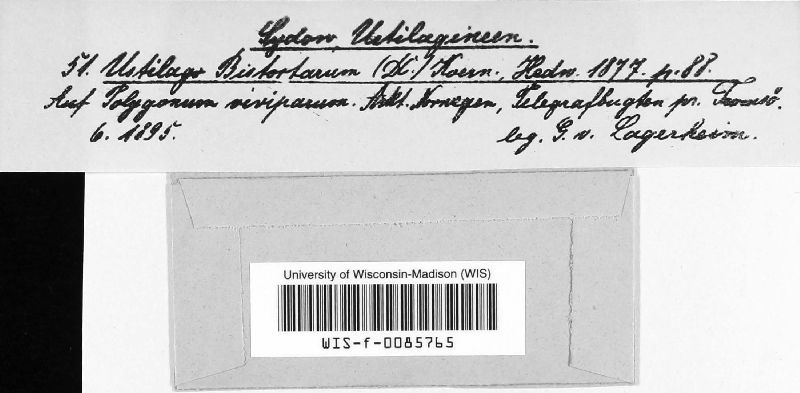 Sydow, Ustilagineen.
51. Ustilago Bistortarum (DC.) Koern., Hedw. 1877. p. 88.
Auf Polygonum viviparum. Arkt. Norwegen, Telegrafbugten pr. Tromsö.
6. 1895. leg. G. v. Lagerheim.
University of Wisconsin-Madison (WIS)
WIS-f-0085765